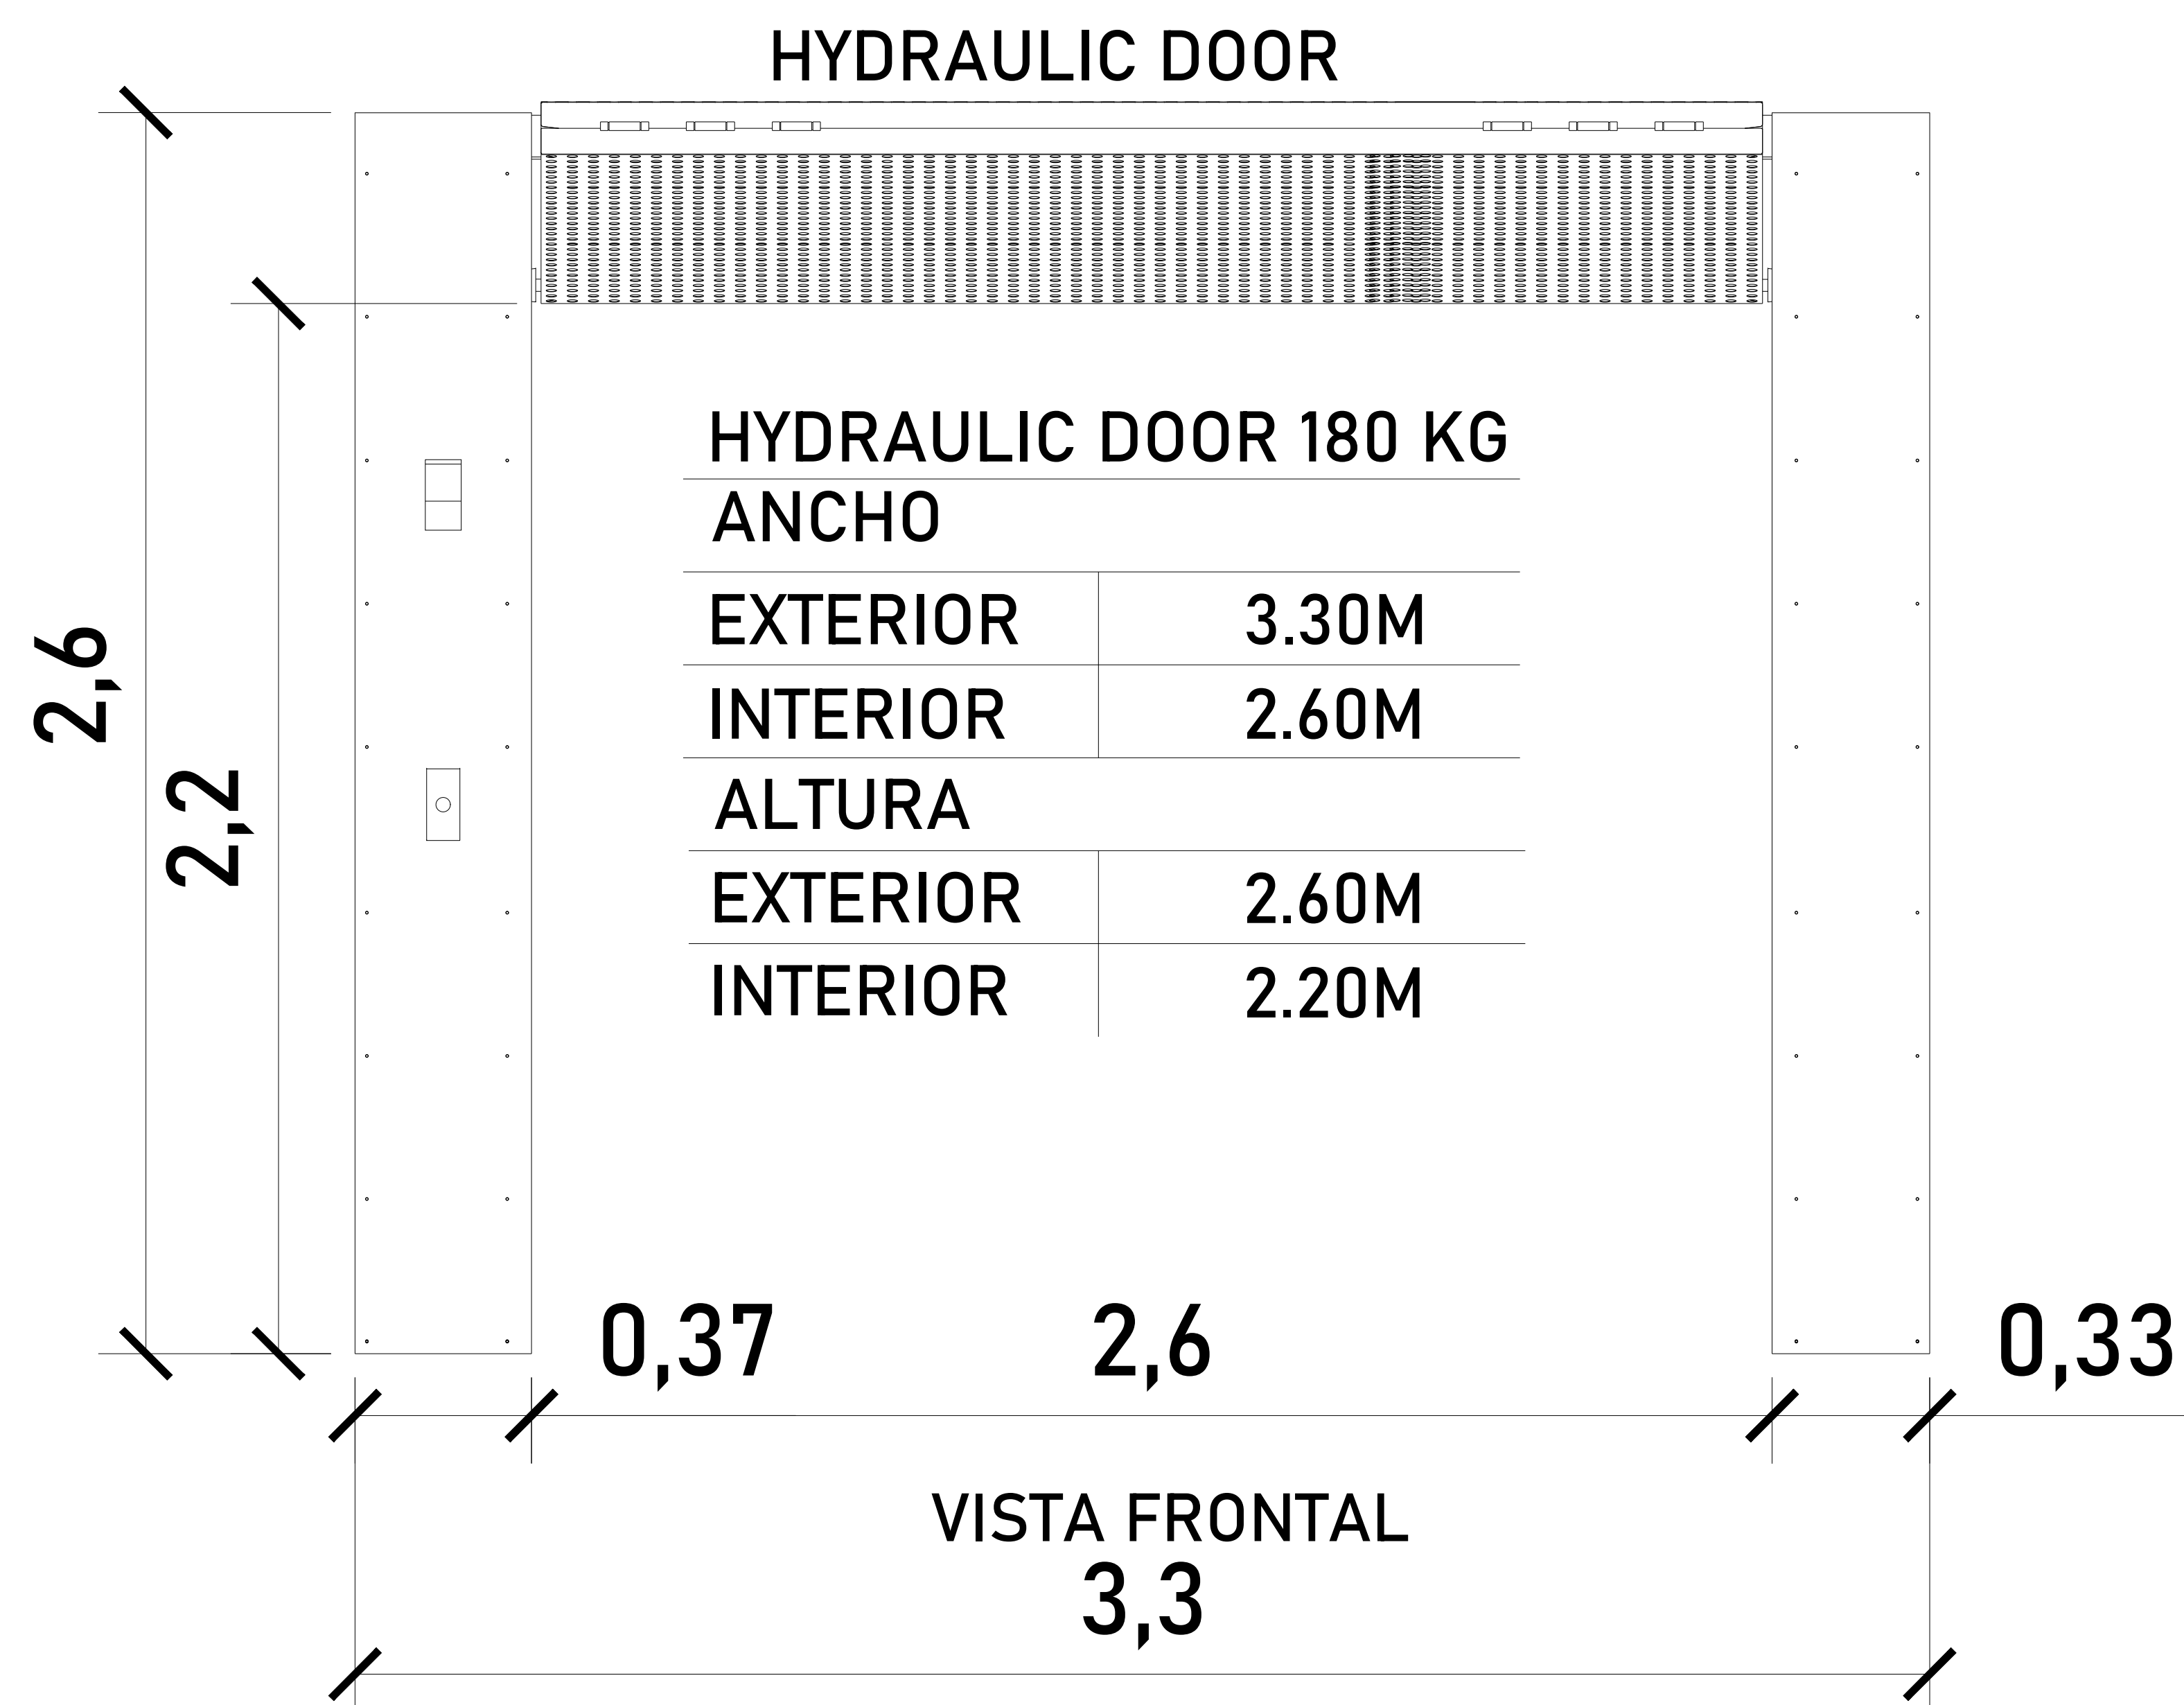 HYDRAULIC DOOR
HYDRAULIC DOOR 180 KG
ANCHO
EXTERIOR 3.30M
INTERIOR 2.60M
ALTURA
EXTERIOR 2.60M
INTERIOR 2.20M
2,6
2,2
0,37 2,6 0,33
VISTA FRONTAL
3,3